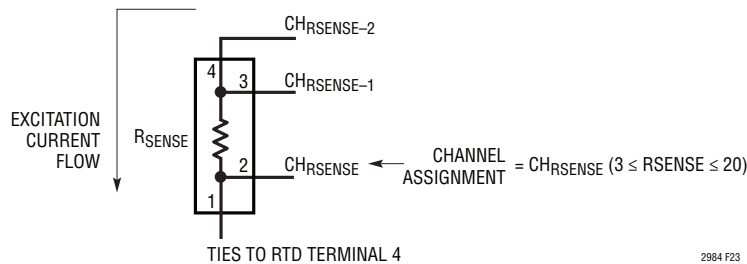 CHRSENSE–2
4
3
CHRSENSE–1
EXCITATION
CURRENT
FLOW
RSENSE
2
CHRSENSE
CHANNEL
ASSIGNMENT
= CHRSENSE (3 ≤ RSENSE ≤ 20)
1
TIES TO RTD TERMINAL 4
2984 F23